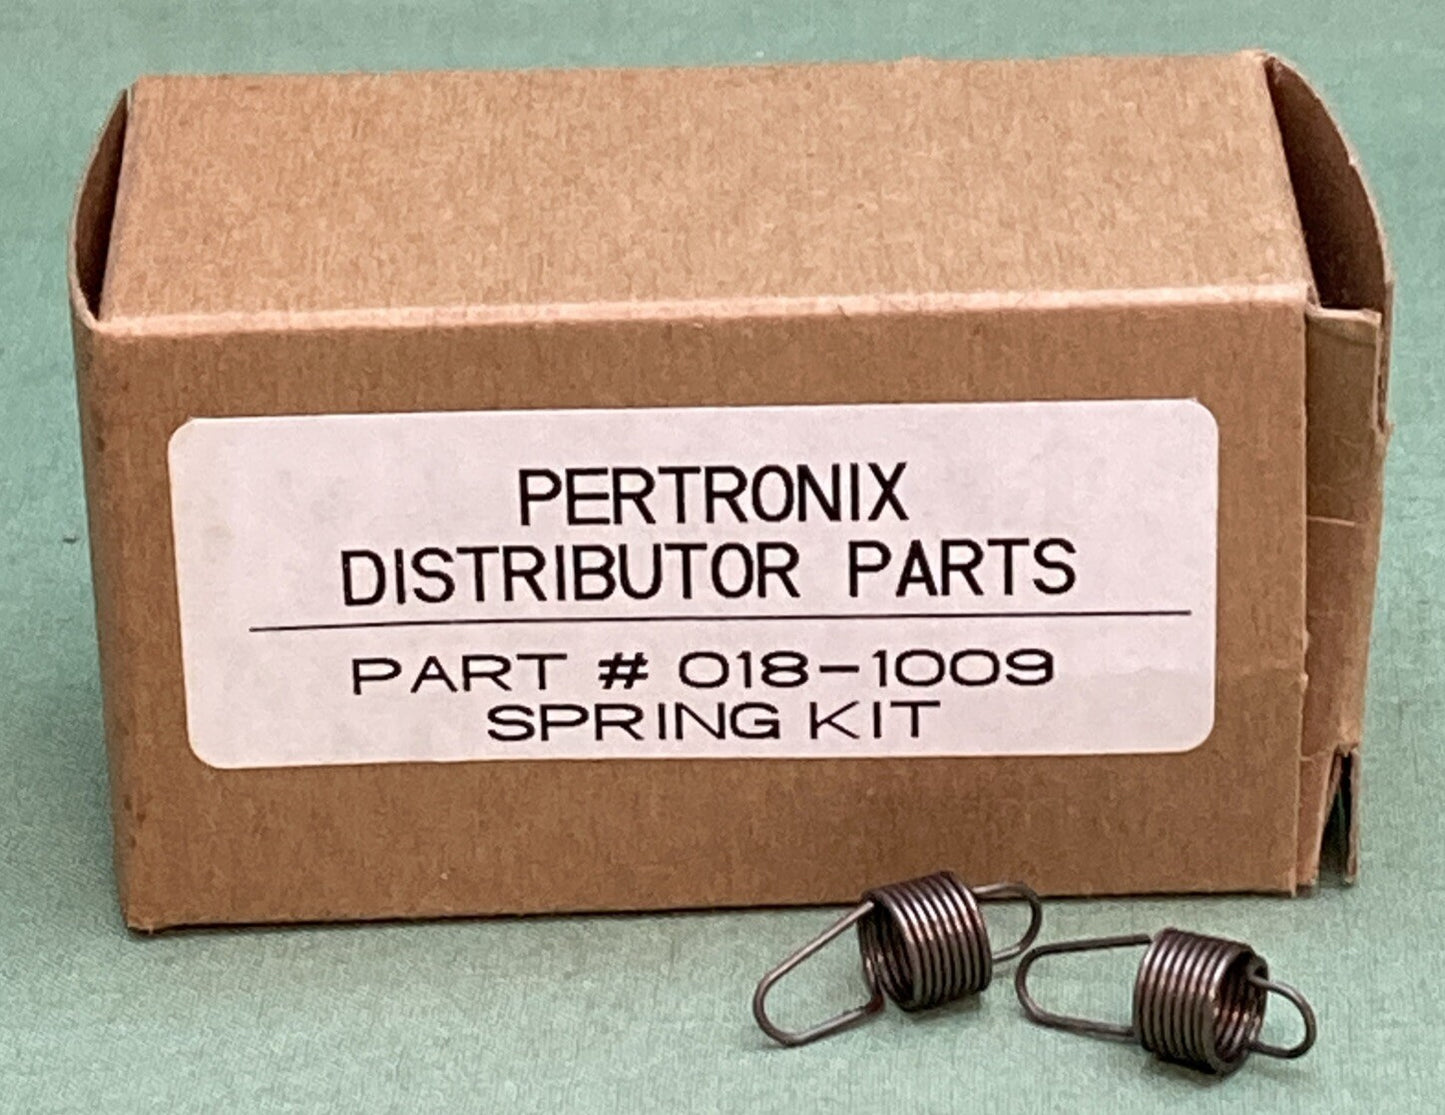 PERTRONIX
DISTRIBUTOR PARTS
PART # 018-1009
SPRING KIT